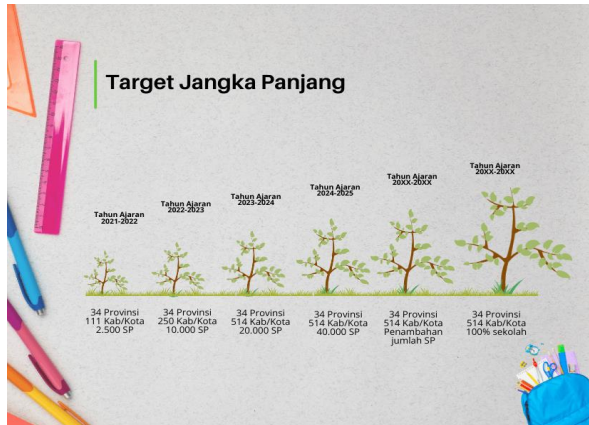 Target Jangka Panjang
Tahun Ajaran
2021-2022
Tahun Ajaran
2022-2023
Tahun Ajaran
2023-2024
Tahun Ajaran
2024-2025
Tahun Ajaran
20XX-20XX
Tahun Ajaran
20XX-20XX
34 Provinsi
111 Kab/Kota
2.500 SP
34 Provinsi
250 Kab/Kota
10.000 SP
34 Provinsi
514 Kab/Kota
20.000 SP
34 Provinsi
514 Kab/Kota
40.000 SP
34 Provinsi
514 Kab/Kota
Penambahan
jumlah SP
34 Provinsi
514 Kab/Kota
100% sekolah